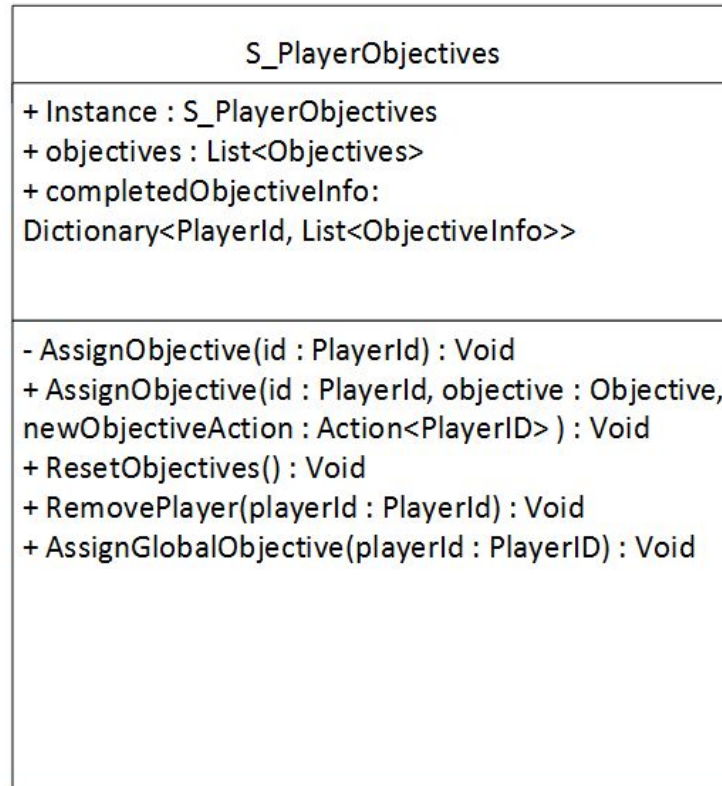 S_PlayerObjectives
+ Instance : S_PlayerObjectives
+ objectives : List<Objectives>
+ completedObjectiveInfo:
Dictionary<PlayerId, List<ObjectiveInfo>>
- AssignObjective(id : PlayerId) : Void
+ AssignObjective(id : PlayerId, objective : Objective,
newObjectiveAction : Action<PlayerID> ) : Void
+ ResetObjectives() : Void
+ RemovePlayer(playerId : PlayerId) : Void
+ AssignGlobalObjective(playerId : PlayerID) : Void